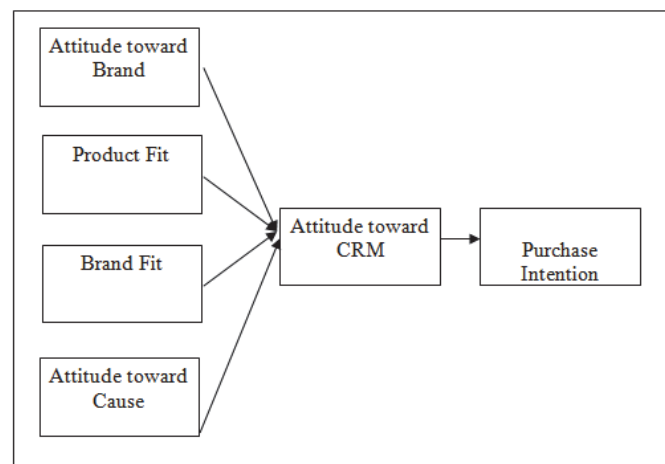 Attitude toward
Brand
Product Fit
Brand Fit
Attitude toward
Cause
Attitude toward
CRM
Purchase
Intention